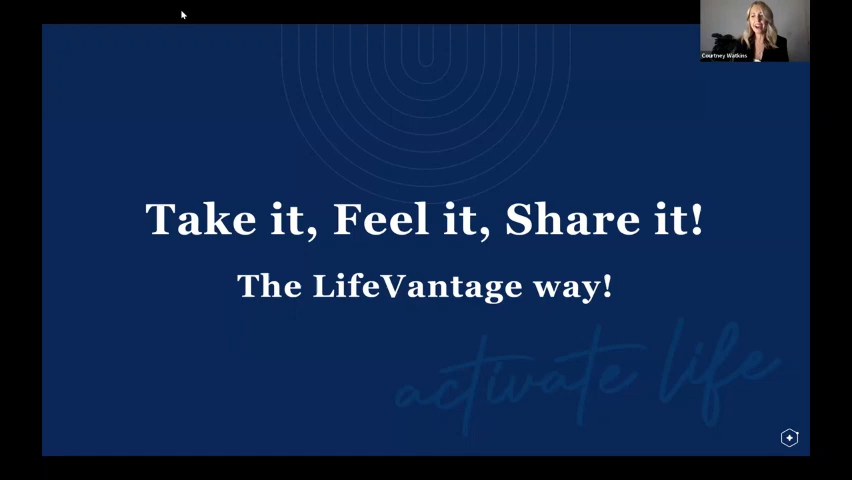 Courtney Watkins
Take it, Feel it, Share it!
The LifeVantage way!
activate life